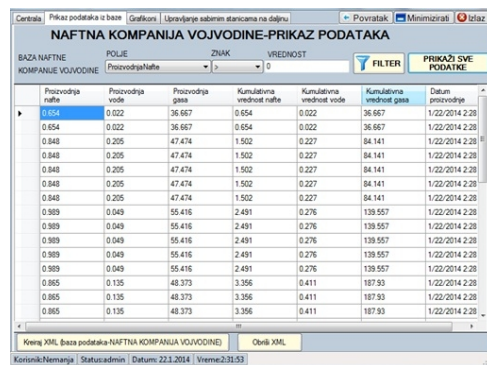 Centrala Prikaz podataka iz baze Grafikoni Upravljanje sabirnim stanicama na daljinu Povratak Minimizirati Izlaz
NAFTNA KOMPANIJA VOJVODINE-PRIKAZ PODATAKA
BAZA NAFTNE KOMPANIJE VOJVODINE POLJE ZNAK VREDNOST
ProizvodnjaNafte > 0 FILTER PRIKAŽI SVE PODATKE
Proizvodnja nafte Proizvodnja vode Proizvodnja gasa Kumulativna vrednost nafte Kumulativna vrednost vode Kumulativna vrednost gasa Datum proizvodnje
0.654 0.022 36.667 0.654 0.022 36.667 1/22/2014 2:28
0.654 0.022 36.667 0.654 0.022 36.667 1/22/2014 2:28
0.848 0.205 47.474 1.502 0.227 84.141 1/22/2014 2:28
0.848 0.205 47.474 1.502 0.227 84.141 1/22/2014 2:28
0.848 0.205 47.474 1.502 0.227 84.141 1/22/2014 2:28
0.848 0.205 47.474 1.502 0.227 84.141 1/22/2014 2:28
0.848 0.205 47.474 1.502 0.227 84.141 1/22/2014 2:28
0.989 0.049 55.416 2.491 0.276 139.557 1/22/2014 2:28
0.989 0.049 55.416 2.491 0.276 139.557 1/22/2014 2:28
0.989 0.049 55.416 2.491 0.276 139.557 1/22/2014 2:28
0.989 0.049 55.416 2.491 0.276 139.557 1/22/2014 2:28
0.989 0.049 55.416 2.491 0.276 139.557 1/22/2014 2:28
0.865 0.135 48.373 3.356 0.411 187.93 1/22/2014 2:28
0.865 0.135 48.373 3.356 0.411 187.93 1/22/2014 2:28
0.865 0.135 48.373 3.356 0.411 187.93 1/22/2014 2:28
Kreiraj XML (baza podataka-NAFTNA KOMPANIJA VOJVODINE) Obriši XML
Korisnik:Nemanja Status:admin Datum: 22.1.2014 Vreme:2:31:53